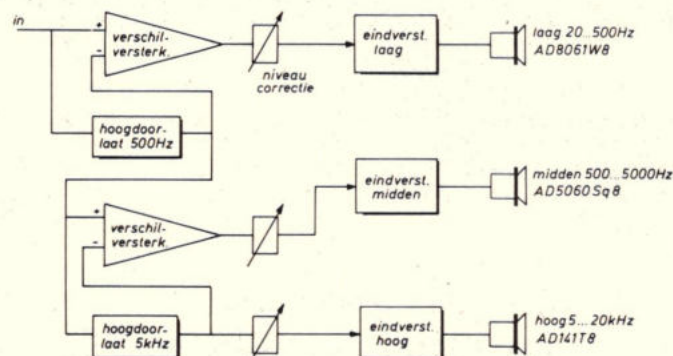 in
+
-
verschil-
versterk.
niveau
correctie
eindverst.
laag
laag 20...500Hz
AD8061W8
hoogdoor-
laat 500Hz
+
-
verschil-
versterk.
eindverst.
midden
midden 500...5000Hz
AD5060Sq8
hoogdoor-
laat 5kHz
eindverst.
hoog
hoog 5...20kHz
AD141T8